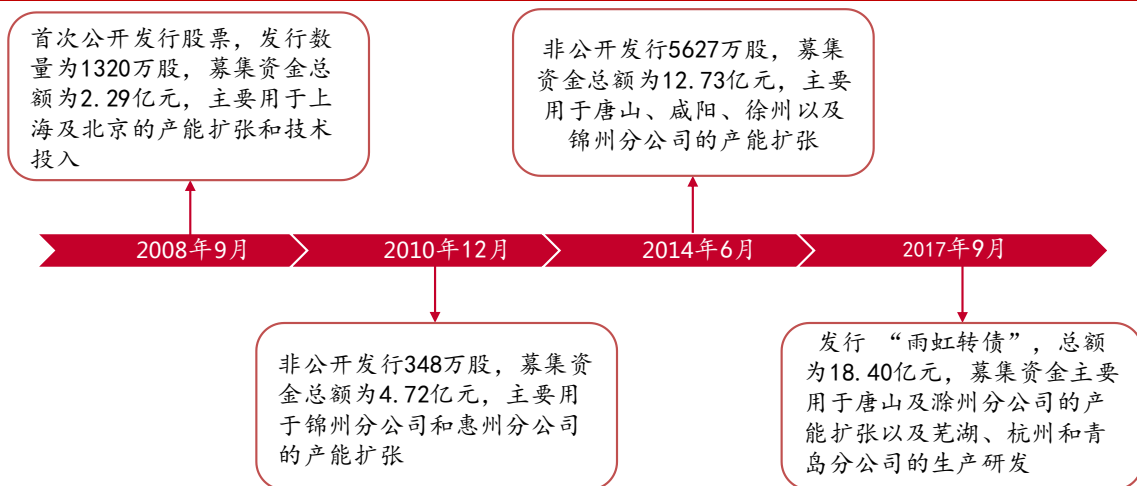 首次公开发行股票，发行数
量为1320万股，募集资金总
额为2.29亿元，主要用于上
海及北京的产能扩张和技术
投入
非公开发行5627万股，募集
资金总额为12.73亿元，主要
用于唐山、咸阳、徐州以及
锦州分公司的产能扩张
2008年9月
2010年12月
2014年6月
2017年9月
非公开发行348万股，募集资
金总额为4.72亿元，主要用
于锦州分公司和惠州分公司
的产能扩张
发行 “雨虹转债”，总额
为18.40亿元，募集资金主要
用于唐山及滁州分公司的产
能扩张以及芜湖、杭州和青
岛分公司的生产研发